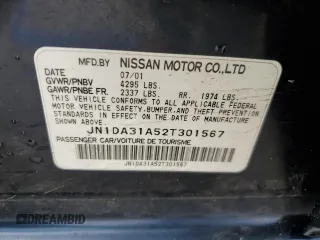 MFD.BY NISSAN MOTOR CO.,LTD
DATE 07/01
GVWR/PNBV 4295 LBS.
GAWR/PNBE FR. 2337 LBS. RR. 1974 LBS.
THIS VEHICLE CONFORMS TO ALL APPLICABLE FEDERAL
MOTOR VEHICLE SAFETY,BUMPER, AND THEFT PREVENTION
STANDARDS IN EFFECT ON THE DATE OF MANUFACTURE
SHOWN ABOVE.
JN1DA31A52T301567
PASSENGER CAR/VOITURE DE TOURISME
JN1DA31A52T301567
© DREAMBID